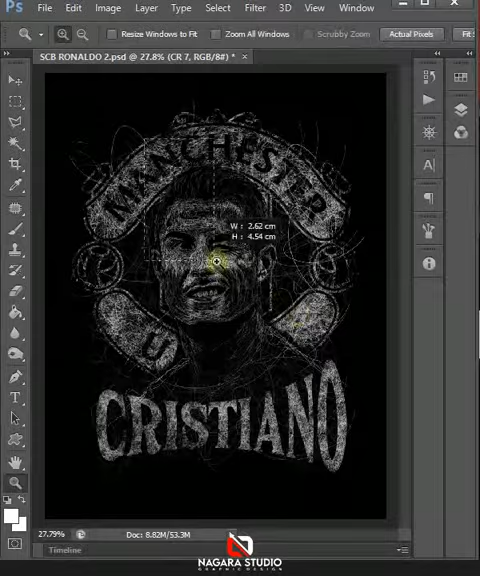 Ps File Edit Image Layer Type Select Filter 3D View Window
Resize Windows to Fit Zoom All Windows Scrubby Zoom Actual Pixels Fit
SCB RONALDO 2.psd @ 27.8% (CR 7, RGB/8#) * ×
MANCHESTER
W : 2.62 cm
H : 4.54 cm
U
CRISTIANO
27.79% Doc: 8.82M/53.3M
Timeline
NAGARA STUDIO
GRAPHIC DESIGN